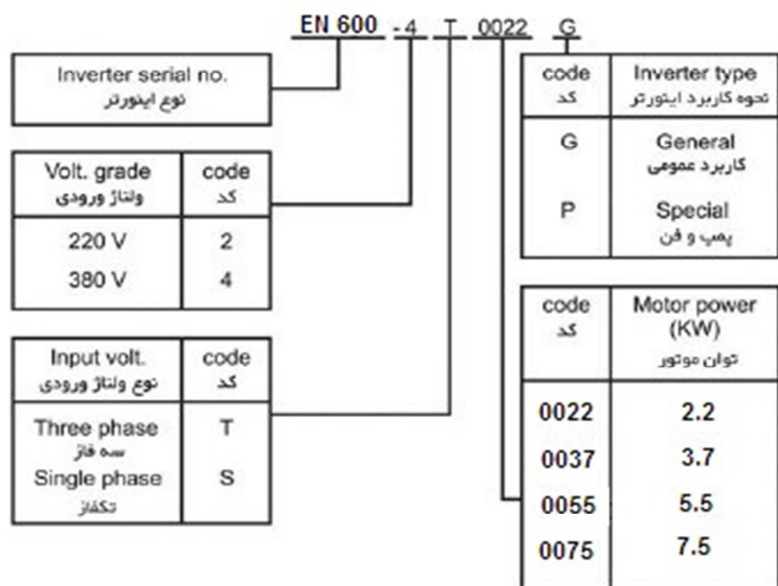 EN 600 -4 T 0022 G
Inverter serial no.
نوع اینورتر
Volt. grade code
ولتاژ ورودی کد
220 V 2
380 V 4
Input volt. code
نوع ولتاژ ورودی کد
Three phase T
سه فاز
Single phase S
تکفاز
code Inverter type
کد نحوه کاربرد اینورتر
G General
کاربرد عمومی
P Special
پمپ و فن
code Motor power
(KW)
کد توان موتور
0022 2.2
0037 3.7
0055 5.5
0075 7.5